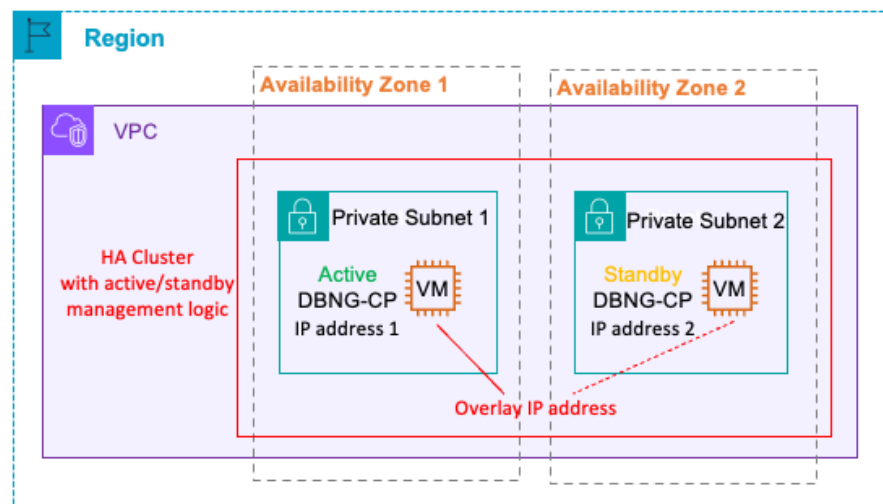 Region
Availability Zone 1
Availability Zone 2
VPC
HA Cluster
with active/standby
management logic
Private Subnet 1
Active
DBNG-CP
IP address 1
VM
Private Subnet 2
Standby
DBNG-CP
IP address 2
VM
Overlay IP address